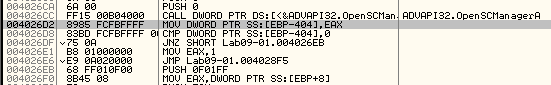 004026CA 6A 00 PUSH 0
004026CC FF15 00B04000 CALL DWORD PTR DS:[<&ADVAPI32.OpenSCMan ADVAPI32.OpenSCManagerA
004026D2 8985 FCFBFFFF MOV DWORD PTR SS:[EBP-404],EAX
004026D8 83BD FCFBFFFF 00 CMP DWORD PTR SS:[EBP-404],0
004026DF 75 0A JNZ SHORT Lab09-01.004026EB
004026E1 B8 01000000 MOV EAX,1
004026E6 E9 0A020000 JMP Lab09-01.004028F5
004026EB 68 FF010F00 PUSH 0F01FF
004026F0 8B45 08 MOV EAX,DWORD PTR SS:[EBP+8]